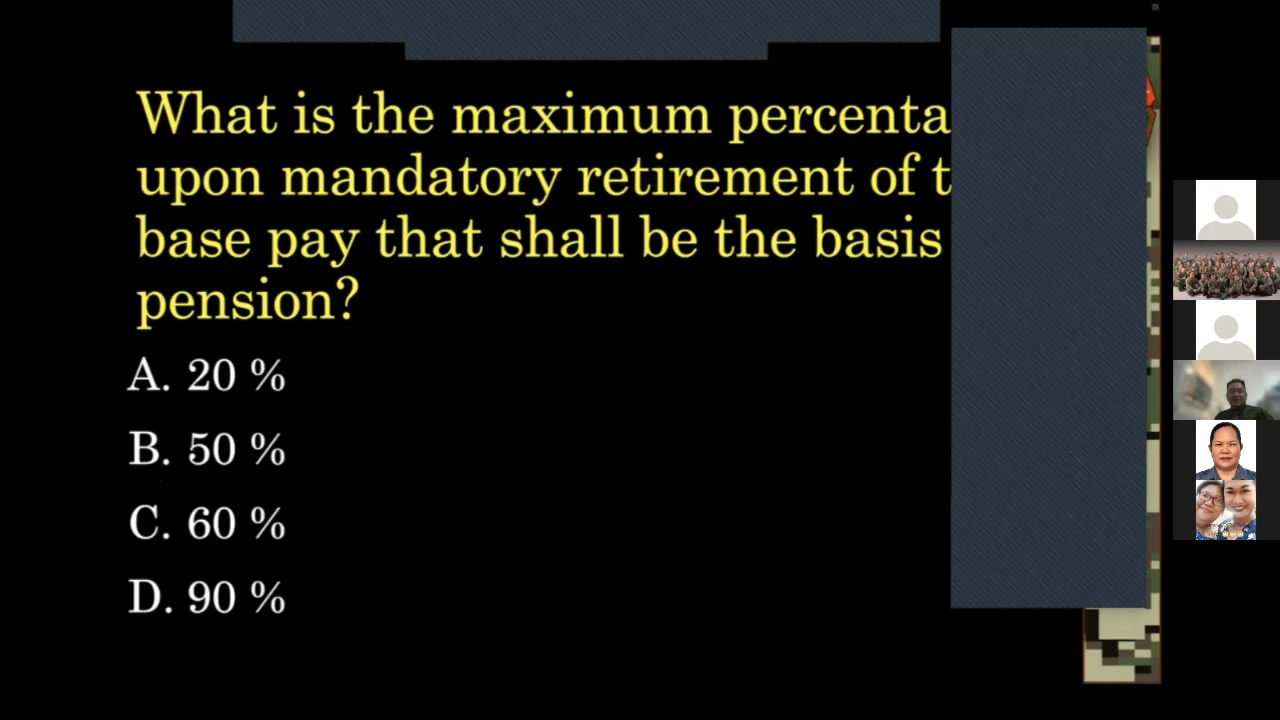 What is the maximum percenta
upon mandatory retirement of t
base pay that shall be the basis
pension?
A. 20 %
B. 50 %
C. 60 %
D. 90 %